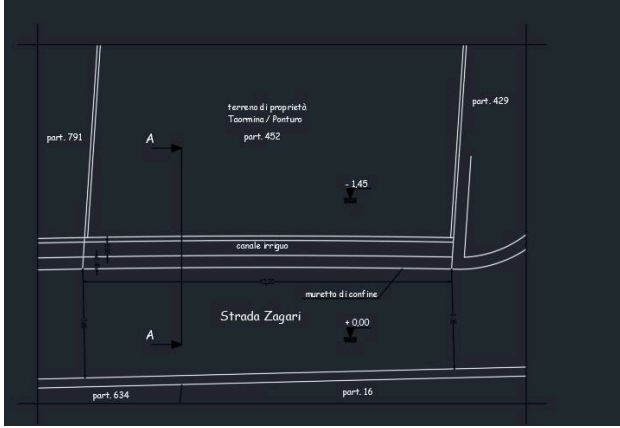 terreno di proprietà
Taormina / Ponturo
part. 452
part. 429
part. 791
A
- 1,45
canale irriguo
muretto di confine
Strada Zagari
+ 0,00
A
part. 634
part. 16